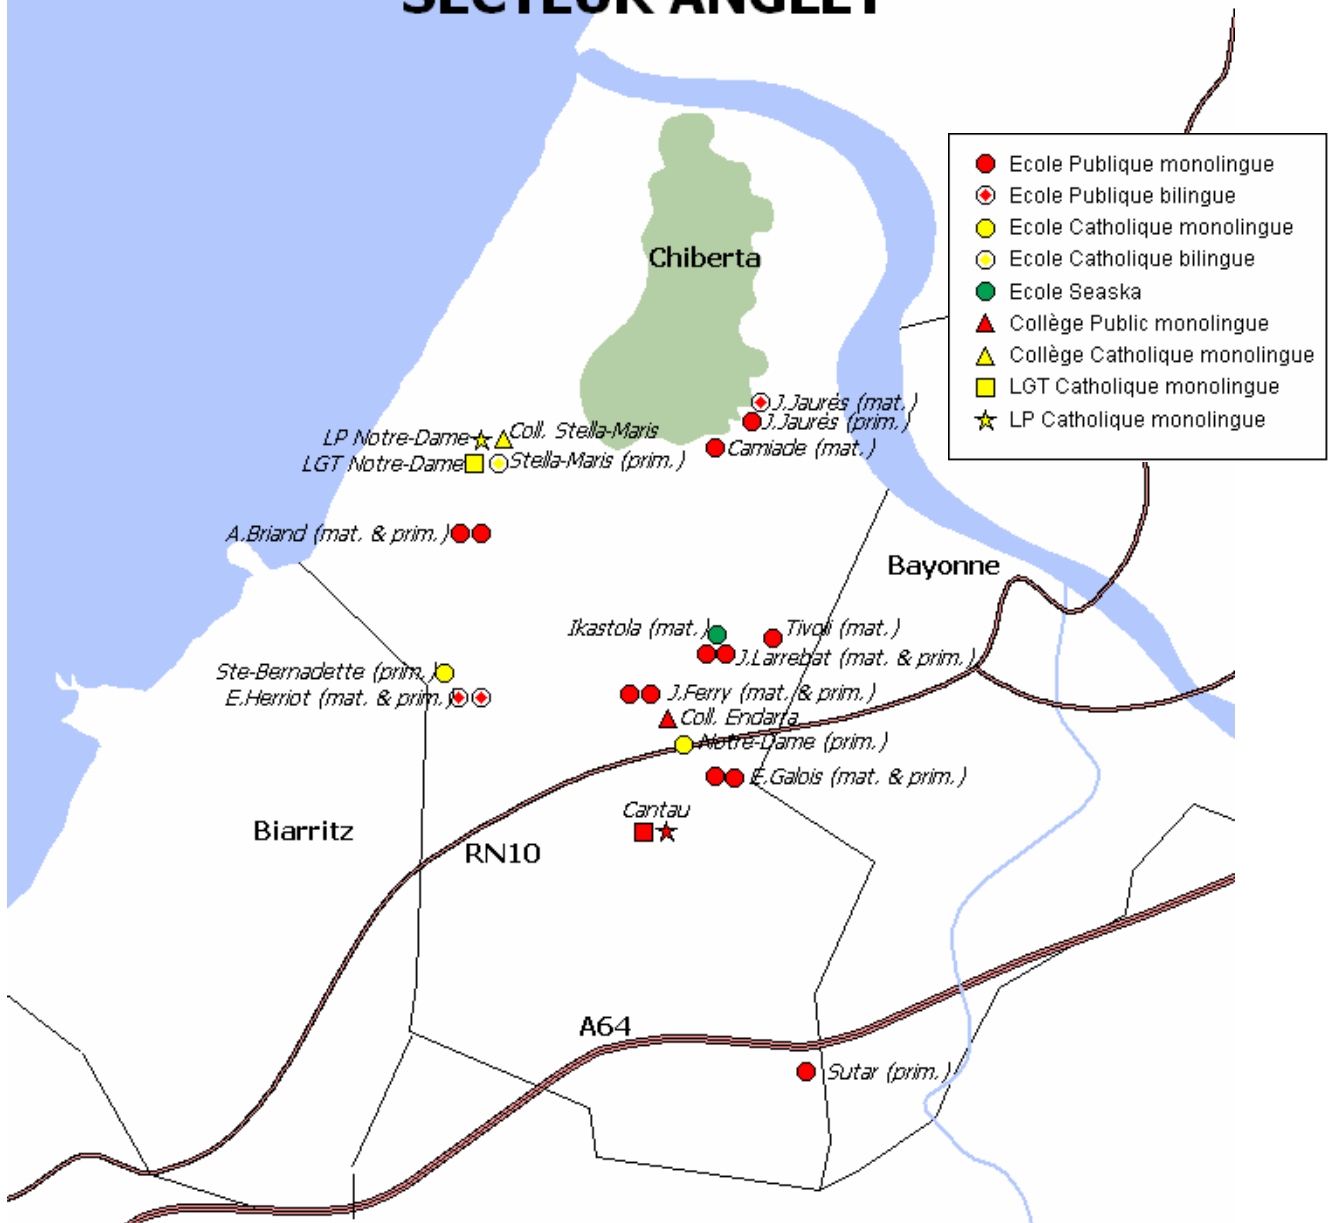 SECTEUR ANGLET
Ecole Publique monolingue
Ecole Publique bilingue
Ecole Catholique monolingue
Ecole Catholique bilingue
Ecole Seaska
Collège Public monolingue
Collège Catholique monolingue
LGT Catholique monolingue
LP Catholique monolingue
Chiberta
J.Jaurès (mat.)
J.Jaurès (prim.)
Camiade (mat.)
LP Notre-Dame
Coll. Stella-Maris
LGT Notre-Dame
Stella-Maris (prim.)
A.Briand (mat. & prim.)
Bayonne
Ikastola (mat.)
Tivoli (mat.)
J.Larrebat (mat. & prim.)
Ste-Bernadette (prim.)
E.Herriot (mat. & prim.)
J.Ferry (mat. & prim.)
Coll. Endarra
Notre-Dame (prim.)
E.Galois (mat. & prim.)
Cantau
Biarritz
RN10
A64
Sutar (prim.)